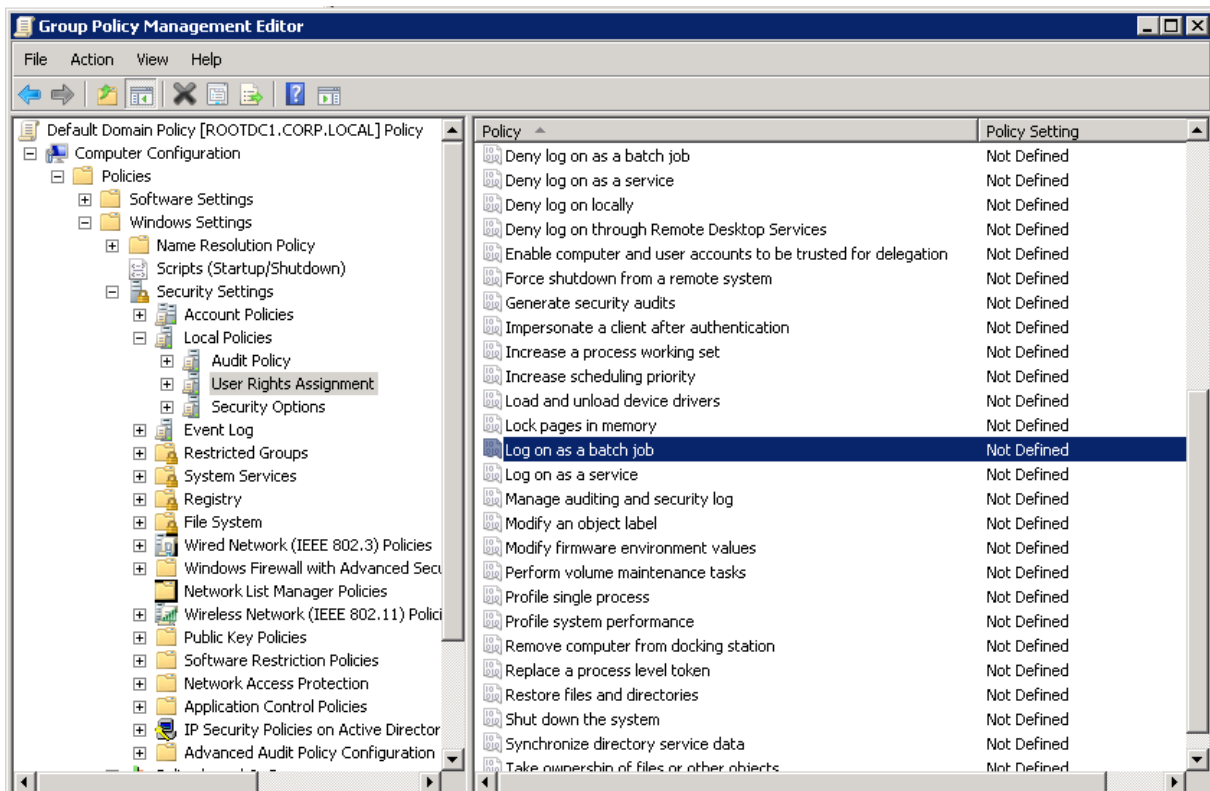 Group Policy Management Editor
File Action View Help
Default Domain Policy [ROOTDC1.CORP.LOCAL] Policy
Computer Configuration
Policies
Software Settings
Windows Settings
Name Resolution Policy
Scripts (Startup/Shutdown)
Security Settings
Account Policies
Local Policies
Audit Policy
User Rights Assignment
Security Options
Event Log
Restricted Groups
System Services
Registry
File System
Wired Network (IEEE 802.3) Policies
Windows Firewall with Advanced Secu
Network List Manager Policies
Wireless Network (IEEE 802.11) Polici
Public Key Policies
Software Restriction Policies
Network Access Protection
Application Control Policies
IP Security Policies on Active Director
Advanced Audit Policy Configuration
Policy Policy Setting
Deny log on as a batch job Not Defined
Deny log on as a service Not Defined
Deny log on locally Not Defined
Deny log on through Remote Desktop Services Not Defined
Enable computer and user accounts to be trusted for delegation Not Defined
Force shutdown from a remote system Not Defined
Generate security audits Not Defined
Impersonate a client after authentication Not Defined
Increase a process working set Not Defined
Increase scheduling priority Not Defined
Load and unload device drivers Not Defined
Lock pages in memory Not Defined
Log on as a batch job Not Defined
Log on as a service Not Defined
Manage auditing and security log Not Defined
Modify an object label Not Defined
Modify firmware environment values Not Defined
Perform volume maintenance tasks Not Defined
Profile single process Not Defined
Profile system performance Not Defined
Remove computer from docking station Not Defined
Replace a process level token Not Defined
Restore files and directories Not Defined
Shut down the system Not Defined
Synchronize directory service data Not Defined
Take ownership of files or other objects Not Defined